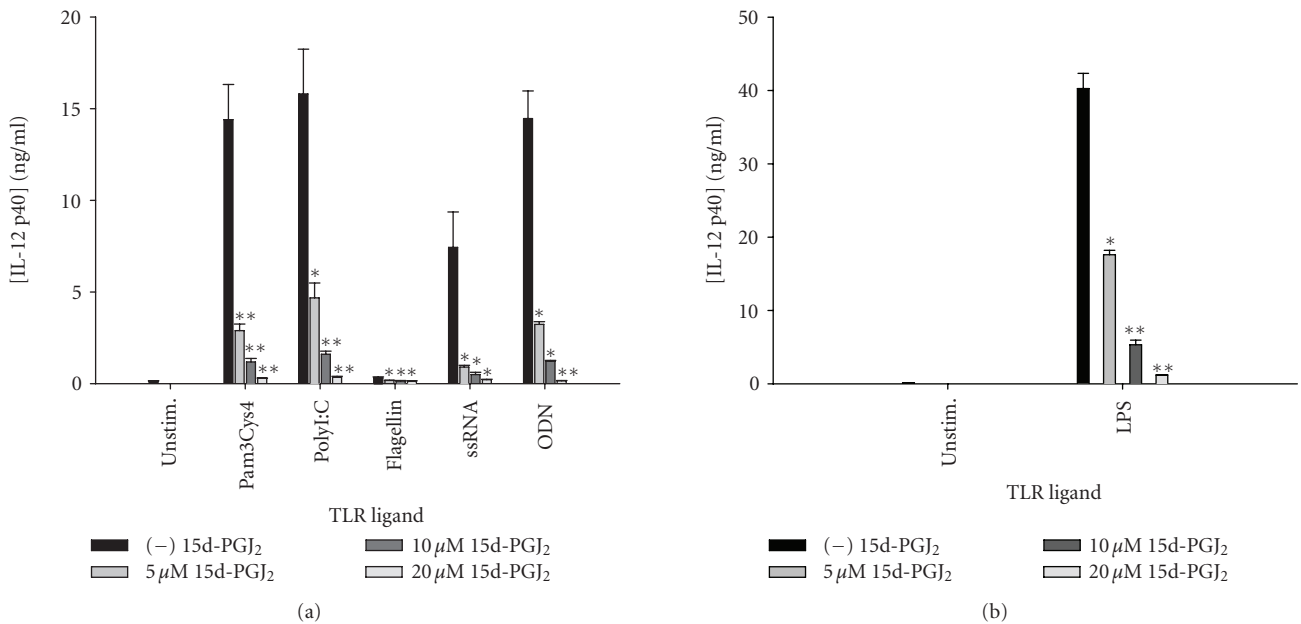 20
15
10
5
0
[IL-12 p40] (ng/ml)
∗∗
∗∗
∗∗
∗
∗∗
∗∗
∗∗∗
∗
∗
∗
∗
∗
∗∗
Unstim.
Pam3Cys4
PolyI:C
Flagellin
ssRNA
ODN
TLR ligand
(−) 15d-PGJ₂
5 μM 15d-PGJ₂
10 μM 15d-PGJ₂
20 μM 15d-PGJ₂
(a)
50
40
30
20
10
0
[IL-12 p40] (ng/ml)
∗
∗∗
∗∗
Unstim.
LPS
TLR ligand
(−) 15d-PGJ₂
5 μM 15d-PGJ₂
10 μM 15d-PGJ₂
20 μM 15d-PGJ₂
(b)